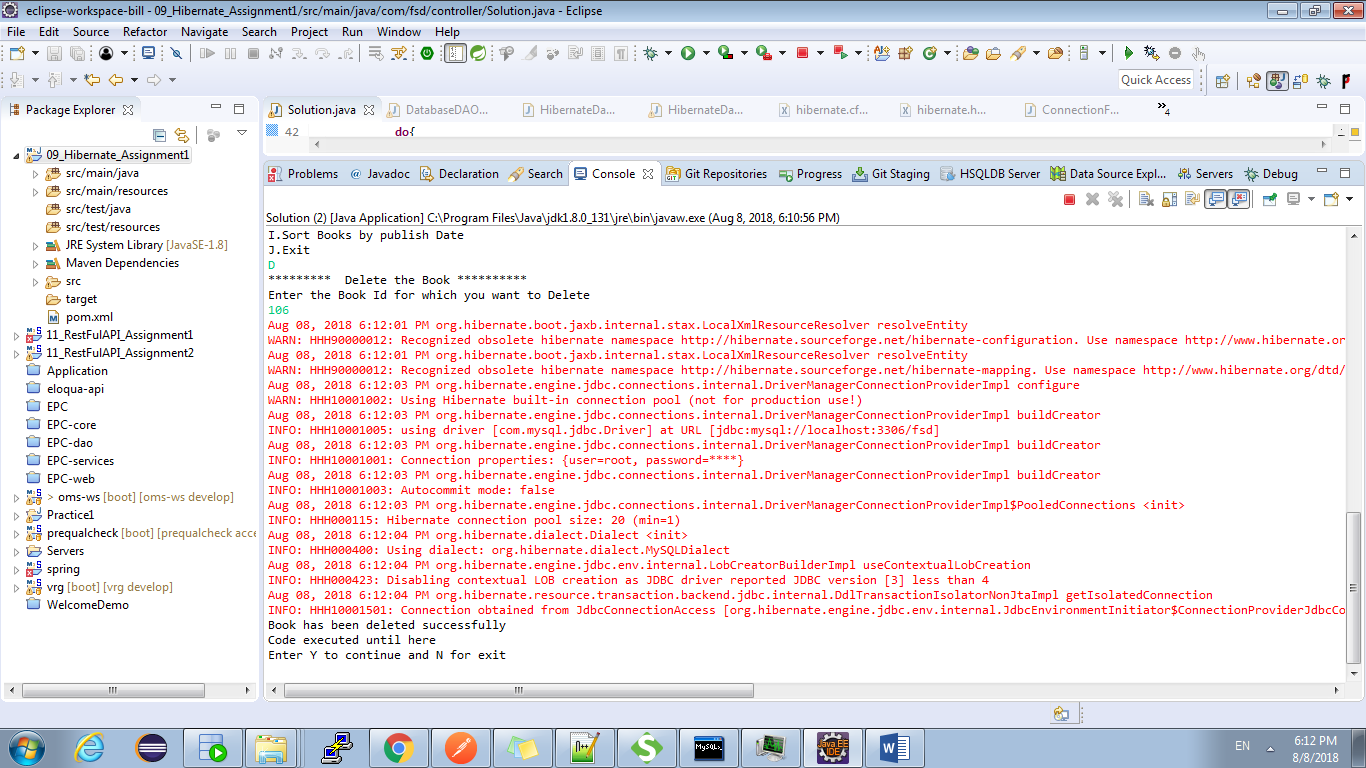 eclipse-workspace-bill - 09_Hibernate_Assignment1/src/main/java/com/fsd/controller/Solution.java - Eclipse
File Edit Source Refactor Navigate Search Project Run Window Help
Quick Access
Package Explorer
09_Hibernate_Assignment1
src/main/java
src/main/resources
src/test/java
src/test/resources
JRE System Library [JavaSE-1.8]
Maven Dependencies
src
target
pom.xml
11_RestFulAPI_Assignment1
11_RestFulAPI_Assignment2
Application
eloqua-api
EPC
EPC-core
EPC-dao
EPC-services
EPC-web
> oms-ws [boot] [oms-ws develop]
Practice1
prequalcheck [boot] [prequalcheck acce
Servers
spring
vrg [boot] [vrg develop]
WelcomeDemo
Solution.java DatabaseDAO... HibernateDa... HibernateDa... hibernate.cf... hibernate.h... ConnectionF... »4
42 do{
Problems @ Javadoc Declaration Search Console Git Repositories Progress Git Staging HSQLDB Server Data Source Expl... Servers Debug
Solution (2) [Java Application] C:\Program Files\Java\jdk1.8.0_131\jre\bin\javaw.exe (Aug 8, 2018, 6:10:56 PM)
I.Sort Books by publish Date
J.Exit
D
********* Delete the Book **********
Enter the Book Id for which you want to Delete
106
Aug 08, 2018 6:12:01 PM org.hibernate.boot.jaxb.internal.stax.LocalXmlResourceResolver resolveEntity
WARN: HHH90000012: Recognized obsolete hibernate namespace http://hibernate.sourceforge.net/hibernate-configuration. Use namespace http://www.hibernate.or
Aug 08, 2018 6:12:01 PM org.hibernate.boot.jaxb.internal.stax.LocalXmlResourceResolver resolveEntity
WARN: HHH90000012: Recognized obsolete hibernate namespace http://hibernate.sourceforge.net/hibernate-mapping. Use namespace http://www.hibernate.org/dtd/
Aug 08, 2018 6:12:03 PM org.hibernate.engine.jdbc.connections.internal.DriverManagerConnectionProviderImpl configure
WARN: HHH10001002: Using Hibernate built-in connection pool (not for production use!)
Aug 08, 2018 6:12:03 PM org.hibernate.engine.jdbc.connections.internal.DriverManagerConnectionProviderImpl buildCreator
INFO: HHH10001005: using driver [com.mysql.jdbc.Driver] at URL [jdbc:mysql://localhost:3306/fsd]
Aug 08, 2018 6:12:03 PM org.hibernate.engine.jdbc.connections.internal.DriverManagerConnectionProviderImpl buildCreator
INFO: HHH10001001: Connection properties: {user=root, password=****}
Aug 08, 2018 6:12:03 PM org.hibernate.engine.jdbc.connections.internal.DriverManagerConnectionProviderImpl buildCreator
INFO: HHH10001003: Autocommit mode: false
Aug 08, 2018 6:12:03 PM org.hibernate.engine.jdbc.connections.internal.DriverManagerConnectionProviderImpl$PooledConnections <init>
INFO: HHH000115: Hibernate connection pool size: 20 (min=1)
Aug 08, 2018 6:12:04 PM org.hibernate.dialect.Dialect <init>
INFO: HHH000400: Using dialect: org.hibernate.dialect.MySQLDialect
Aug 08, 2018 6:12:04 PM org.hibernate.engine.jdbc.env.internal.LobCreatorBuilderImpl useContextualLobCreation
INFO: HHH000423: Disabling contextual LOB creation as JDBC driver reported JDBC version [3] less than 4
Aug 08, 2018 6:12:04 PM org.hibernate.resource.transaction.backend.jdbc.internal.DdlTransactionIsolatorNonJtaImpl getIsolatedConnection
INFO: HHH10001501: Connection obtained from JdbcConnectionAccess [org.hibernate.engine.jdbc.env.internal.JdbcEnvironmentInitiator$ConnectionProviderJdbcCo
Book has been deleted successfully
Code executed until here
Enter Y to continue and N for exit
EN
6:12 PM
8/8/2018